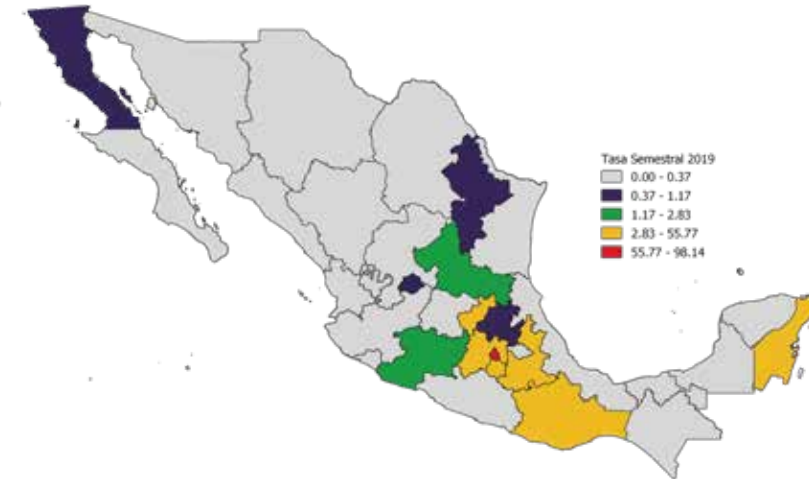 Tasa Semestral 2019
0.00 - 0.37
0.37 - 1.17
1.17 - 2.83
2.83 - 55.77
55.77 - 98.14